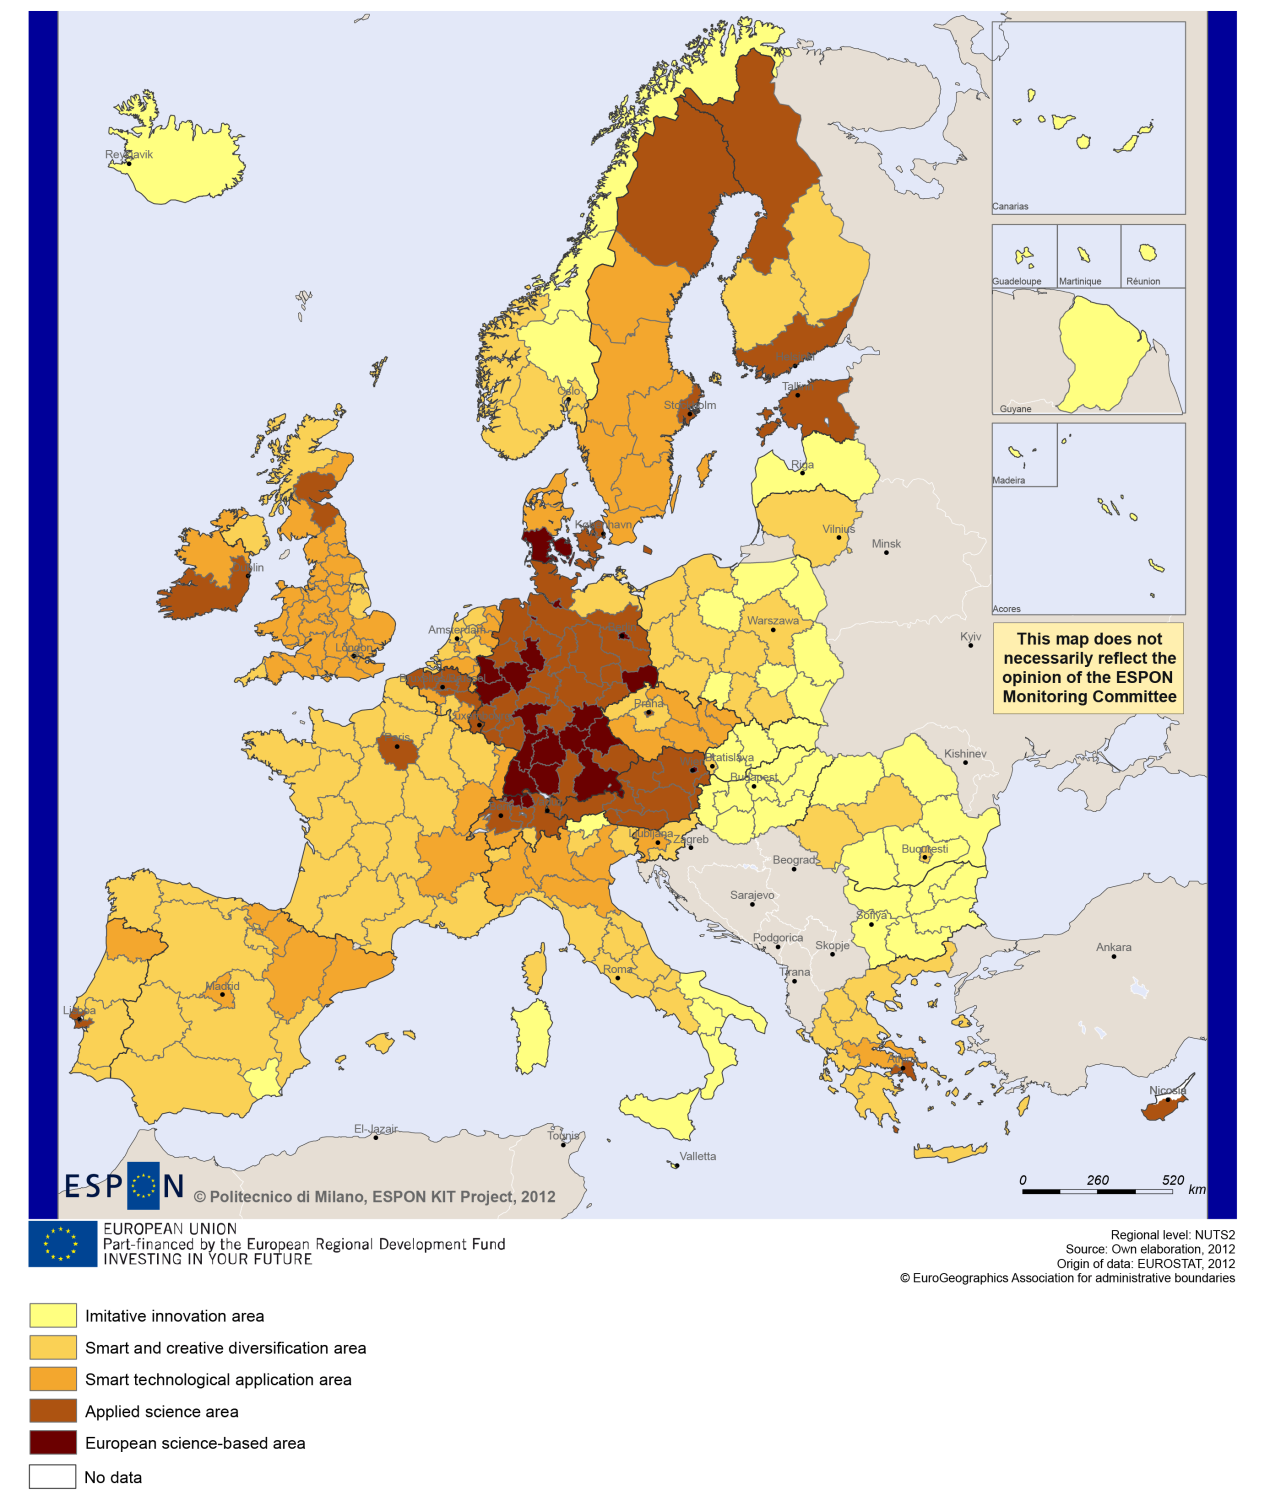 Reykjavik
Canarias
Guadeloupe
Martinique
Réunion
Guyane
Madeira
Acores
Oslo
Stockholm
Helsinki
Tallinn
Riga
Vilnius
Minsk
København
Amsterdam
London
Warszawa
Kyiv
This map does not
necessarily reflect the
opinion of the ESPON
Monitoring Committee
Praha
Paris
Bratislava
Budapest
Kishinev
Ljubljana
Zagreb
Beograd
Bucuresti
Sarajevo
Sofiya
Podgorica
Skopje
Tirana
Ankara
Roma
Madrid
Lisboa
Nicosia
El-Jazair
Tounis
Valletta
ESPON
© Politecnico di Milano, ESPON KIT Project, 2012
0 260 520
km
EUROPEAN UNION
Part-financed by the European Regional Development Fund
INVESTING IN YOUR FUTURE
Regional level: NUTS2
Source: Own elaboration, 2012
Origin of data: EUROSTAT, 2012
© EuroGeographics Association for administrative boundaries
Imitative innovation area
Smart and creative diversification area
Smart technological application area
Applied science area
European science-based area
No data